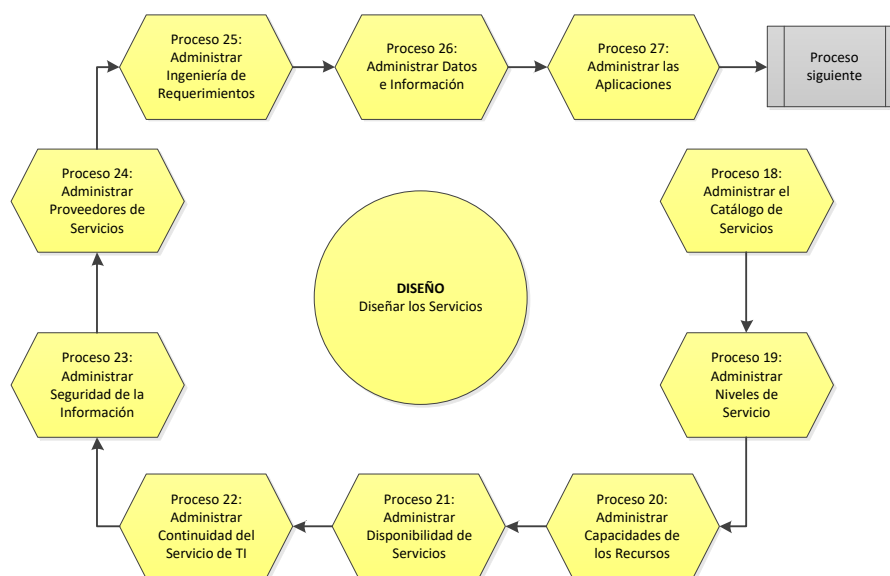 Proceso 25:
Administrar
Ingeniería de
Requerimientos
Proceso 26:
Administrar Datos
e Información
Proceso 27:
Administrar las
Aplicaciones
Proceso
siguiente
Proceso 24:
Administrar
Proveedores de
Servicios
Proceso 18:
Administrar el
Catálogo de
Servicios
DISEÑO
Diseñar los Servicios
Proceso 23:
Administrar
Seguridad de la
Información
Proceso 19:
Administrar
Niveles de
Servicio
Proceso 22:
Administrar
Continuidad del
Servicio de TI
Proceso 21:
Administrar
Disponibilidad de
Servicios
Proceso 20:
Administrar
Capacidades de
los Recursos